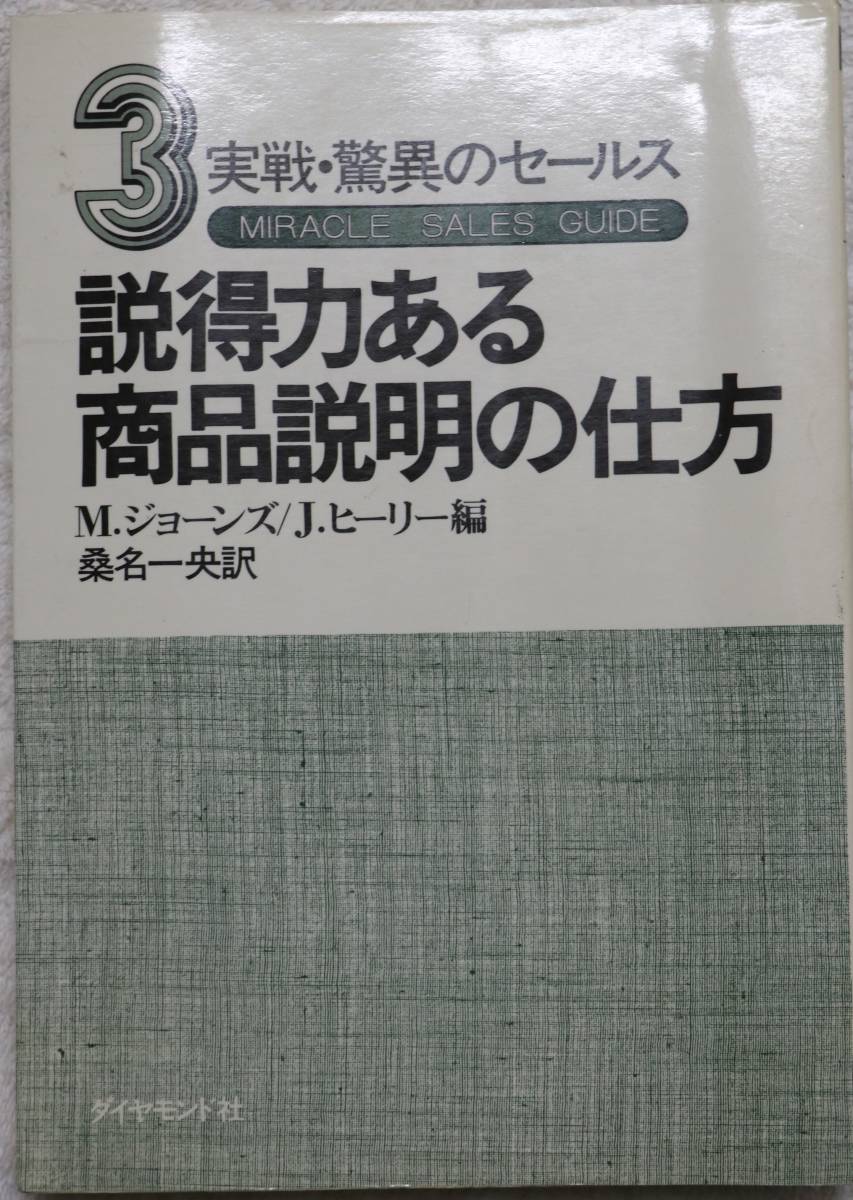 3
実戦・驚異のセールス
MIRACLE SALES GUIDE
説得力ある
商品説明の仕方
M.ジョーンズ/J.ヒーリー編
桑名一央訳
ダイヤモンド社